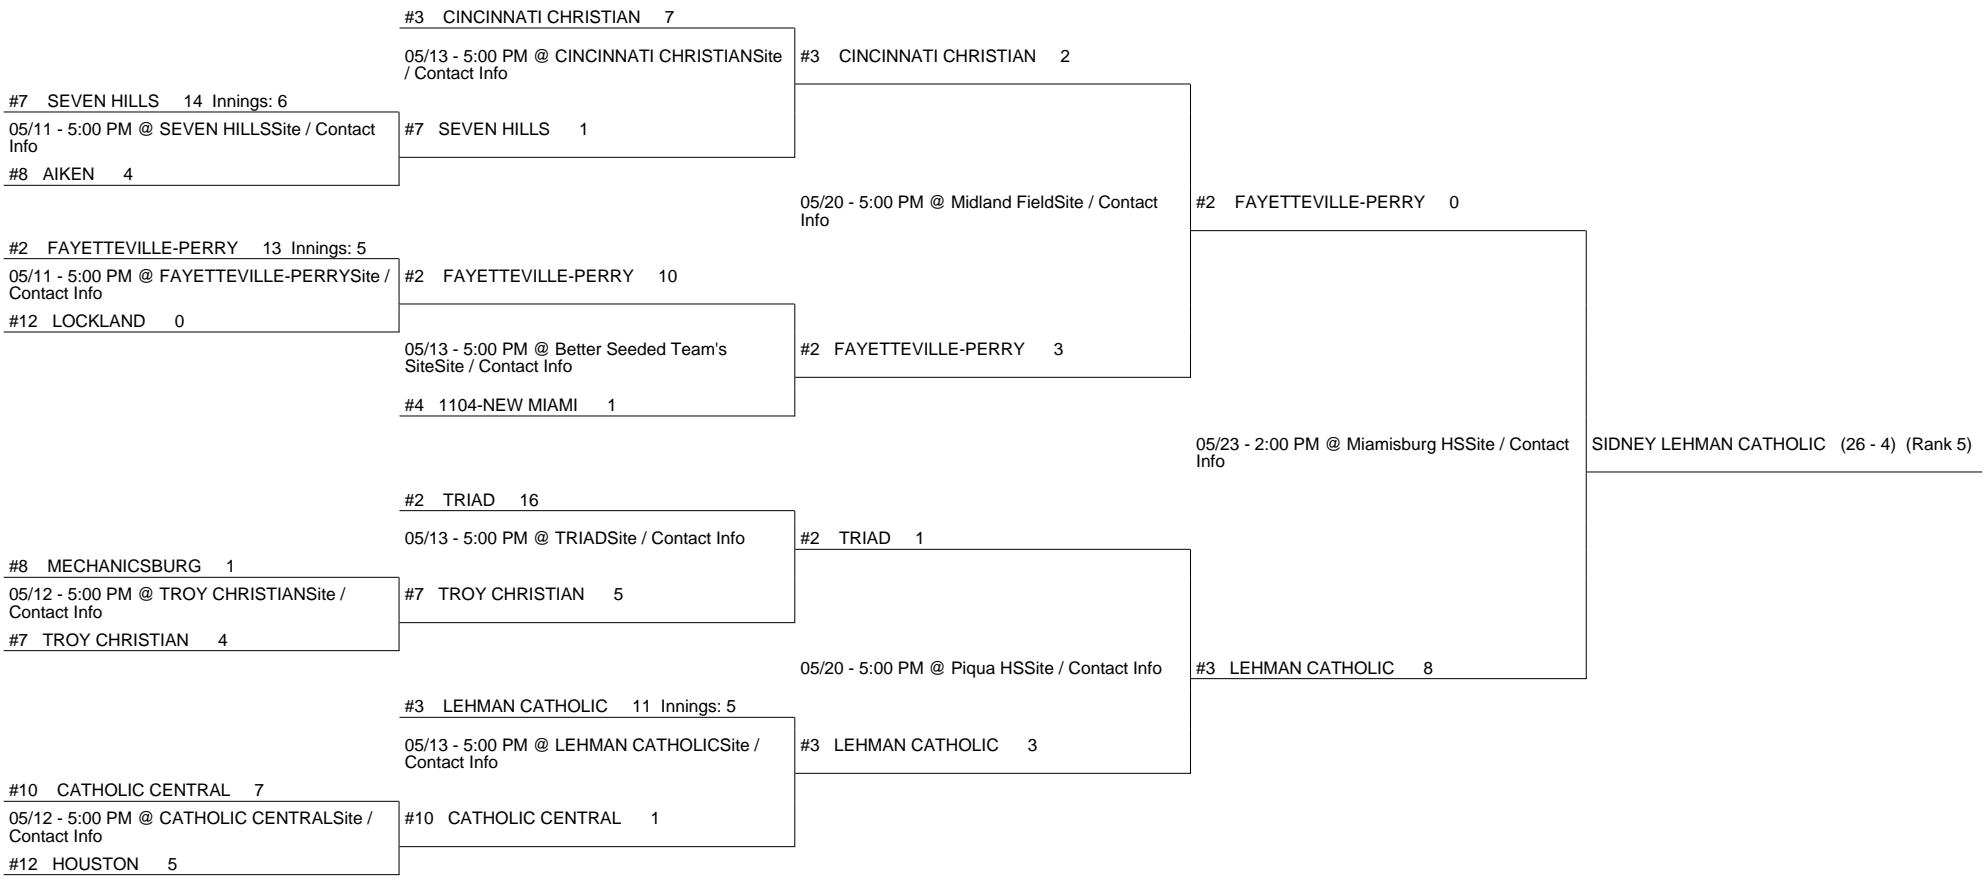 #3 CINCINNATI CHRISTIAN 7
05/13 - 5:00 PM @ CINCINNATI CHRISTIANSite
/ Contact Info
#3 CINCINNATI CHRISTIAN 2
#7 SEVEN HILLS 14 Innings: 6
05/11 - 5:00 PM @ SEVEN HILLSSite / Contact
Info
#7 SEVEN HILLS 1
#8 AIKEN 4
05/20 - 5:00 PM @ Midland FieldSite / Contact
Info
#2 FAYETTEVILLE-PERRY 0
#2 FAYETTEVILLE-PERRY 13 Innings: 5
05/11 - 5:00 PM @ FAYETTEVILLE-PERRYSite /
Contact Info
#2 FAYETTEVILLE-PERRY 10
#12 LOCKLAND 0
05/13 - 5:00 PM @ Better Seeded Team's
SiteSite / Contact Info
#2 FAYETTEVILLE-PERRY 3
#4 1104-NEW MIAMI 1
05/23 - 2:00 PM @ Miamisburg HSSite / Contact
Info
SIDNEY LEHMAN CATHOLIC (26 - 4) (Rank 5)
#2 TRIAD 16
05/13 - 5:00 PM @ TRIADSite / Contact Info
#2 TRIAD 1
#8 MECHANICSBURG 1
05/12 - 5:00 PM @ TROY CHRISTIANSite /
Contact Info
#7 TROY CHRISTIAN 5
#7 TROY CHRISTIAN 4
05/20 - 5:00 PM @ Piqua HSSite / Contact Info
#3 LEHMAN CATHOLIC 8
#3 LEHMAN CATHOLIC 11 Innings: 5
05/13 - 5:00 PM @ LEHMAN CATHOLICSite /
Contact Info
#3 LEHMAN CATHOLIC 3
#10 CATHOLIC CENTRAL 7
05/12 - 5:00 PM @ CATHOLIC CENTRALSite /
Contact Info
#10 CATHOLIC CENTRAL 1
#12 HOUSTON 5